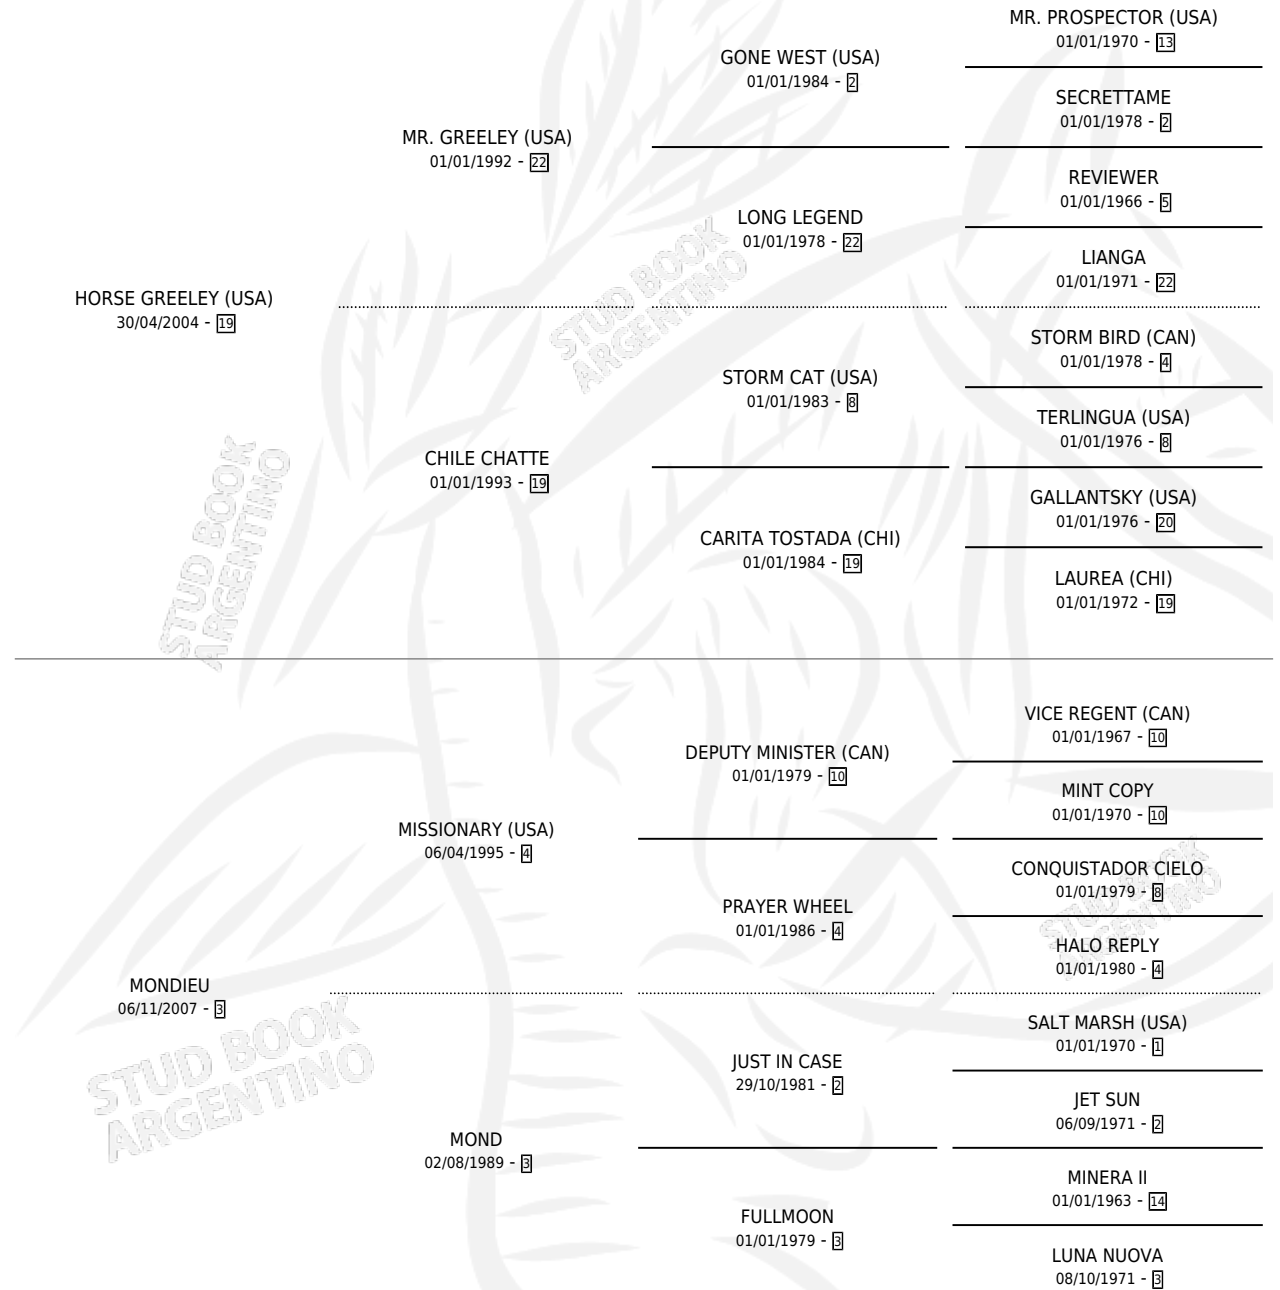 MR. PROSPECTOR (USA)
01/01/1970 - 13
GONE WEST (USA)
01/01/1984 - 2
SECRETTAME
01/01/1978 - 2
MR. GREELEY (USA)
01/01/1992 - 22
REVIEWER
01/01/1966 - 5
LONG LEGEND
01/01/1978 - 22
LIANGA
01/01/1971 - 22
HORSE GREELEY (USA)
30/04/2004 - 19
STORM BIRD (CAN)
01/01/1978 - 4
STORM CAT (USA)
01/01/1983 - 8
TERLINGUA (USA)
01/01/1976 - 8
CHILE CHATTE
01/01/1993 - 19
GALLANTSKY (USA)
01/01/1976 - 20
CARITA TOSTADA (CHI)
01/01/1984 - 19
LAUREA (CHI)
01/01/1972 - 19
VICE REGENT (CAN)
01/01/1967 - 10
DEPUTY MINISTER (CAN)
01/01/1979 - 10
MINT COPY
01/01/1970 - 10
MISSIONARY (USA)
06/04/1995 - 4
CONQUISTADOR CIELO
01/01/1979 - 8
PRAYER WHEEL
01/01/1986 - 4
HALO REPLY
01/01/1980 - 4
MONDIEU
06/11/2007 - 3
SALT MARSH (USA)
01/01/1970 - 1
JUST IN CASE
29/10/1981 - 2
JET SUN
06/09/1971 - 2
MOND
02/08/1989 - 3
MINERA II
01/01/1963 - 14
FULLMOON
01/01/1979 - 3
LUNA NUOVA
08/10/1971 - 3
STUD BOOK
ARGENTINO
STUD BOOK
ARGENTINO
STUD BOOK
ARGENTINO
STUD BOOK
ARGENTINO